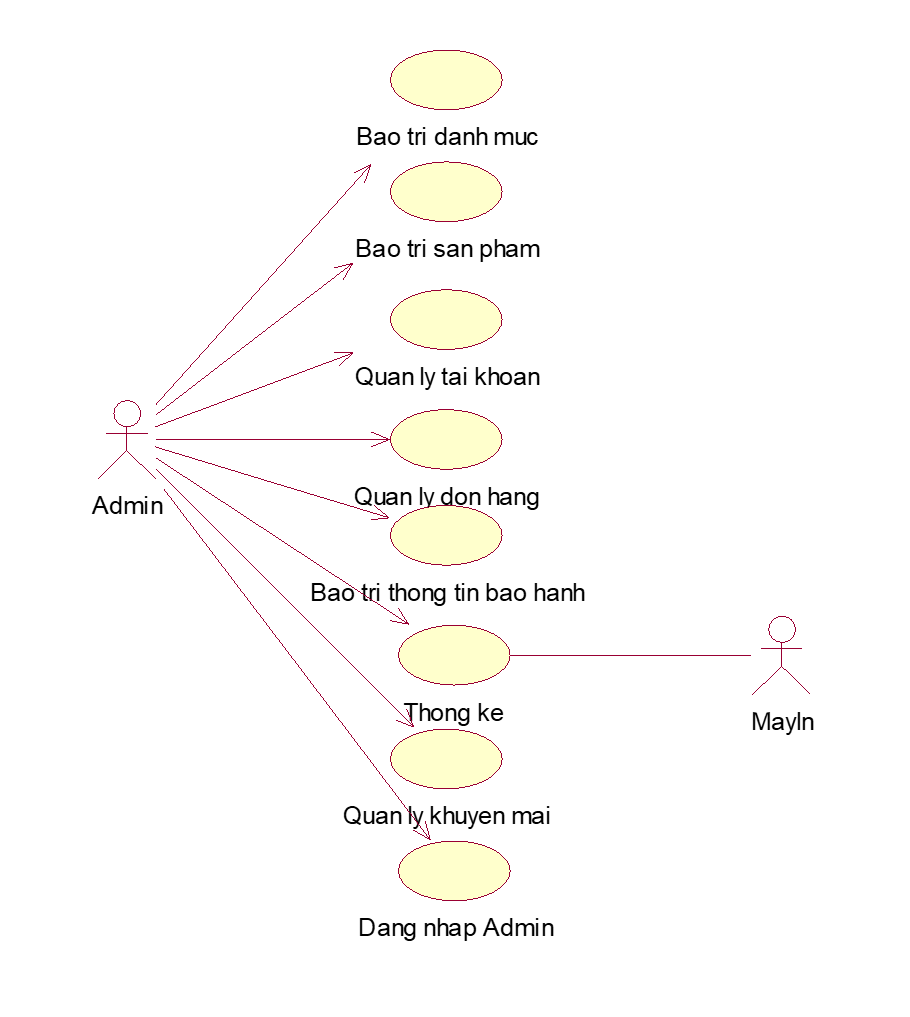 Bao tri danh muc
Bao tri san pham
Quan ly tai khoan
Admin
Quan ly don hang
Bao tri thong tin bao hanh
Thong ke
MayIn
Quan ly khuyen mai
Dang nhap Admin